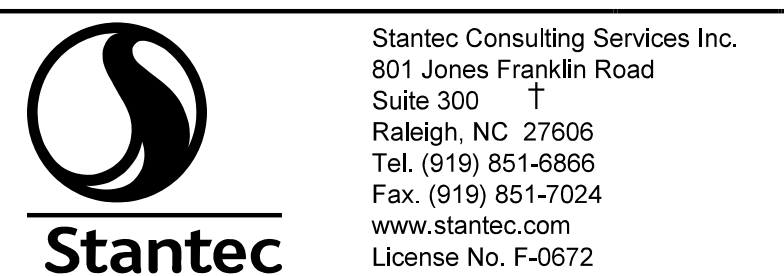 Stantec
Stantec Consulting Services Inc.
801 Jones Franklin Road
Suite 300 †
Raleigh, NC 27606
Tel. (919) 851-6866
Fax. (919) 851-7024
www.stantec.com
License No. F-0672